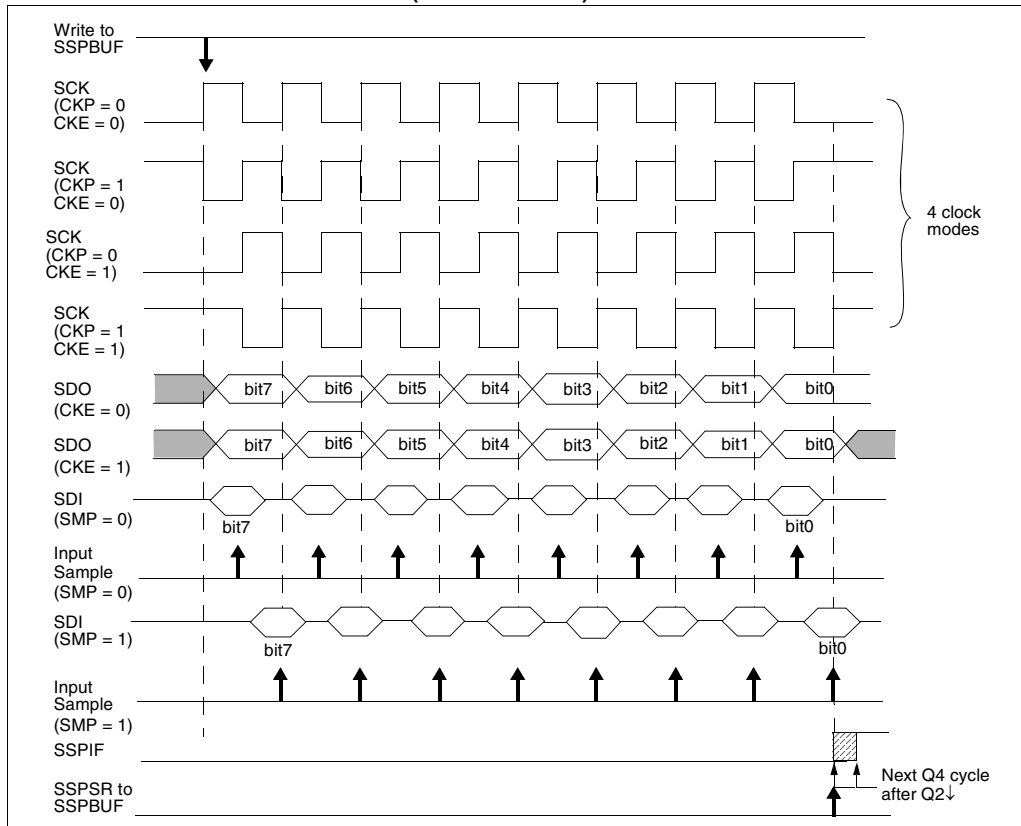 Write to
SSPBUF
SCK
(CKP = 0
CKE = 0)
SCK
(CKP = 1
CKE = 0)
SCK
(CKP = 0
CKE = 1)
SCK
(CKP = 1
CKE = 1)
4 clock
modes
SDO
(CKE = 0)
bit7 bit6 bit5 bit4 bit3 bit2 bit1 bit0
SDO
(CKE = 1)
bit7 bit6 bit5 bit4 bit3 bit2 bit1 bit0
SDI
(SMP = 0)
bit7 bit0
Input
Sample
(SMP = 0)
SDI
(SMP = 1)
bit7 bit0
Input
Sample
(SMP = 1)
SSPIF
Next Q4 cycle
after Q2↓
SSPSR to
SSPBUF